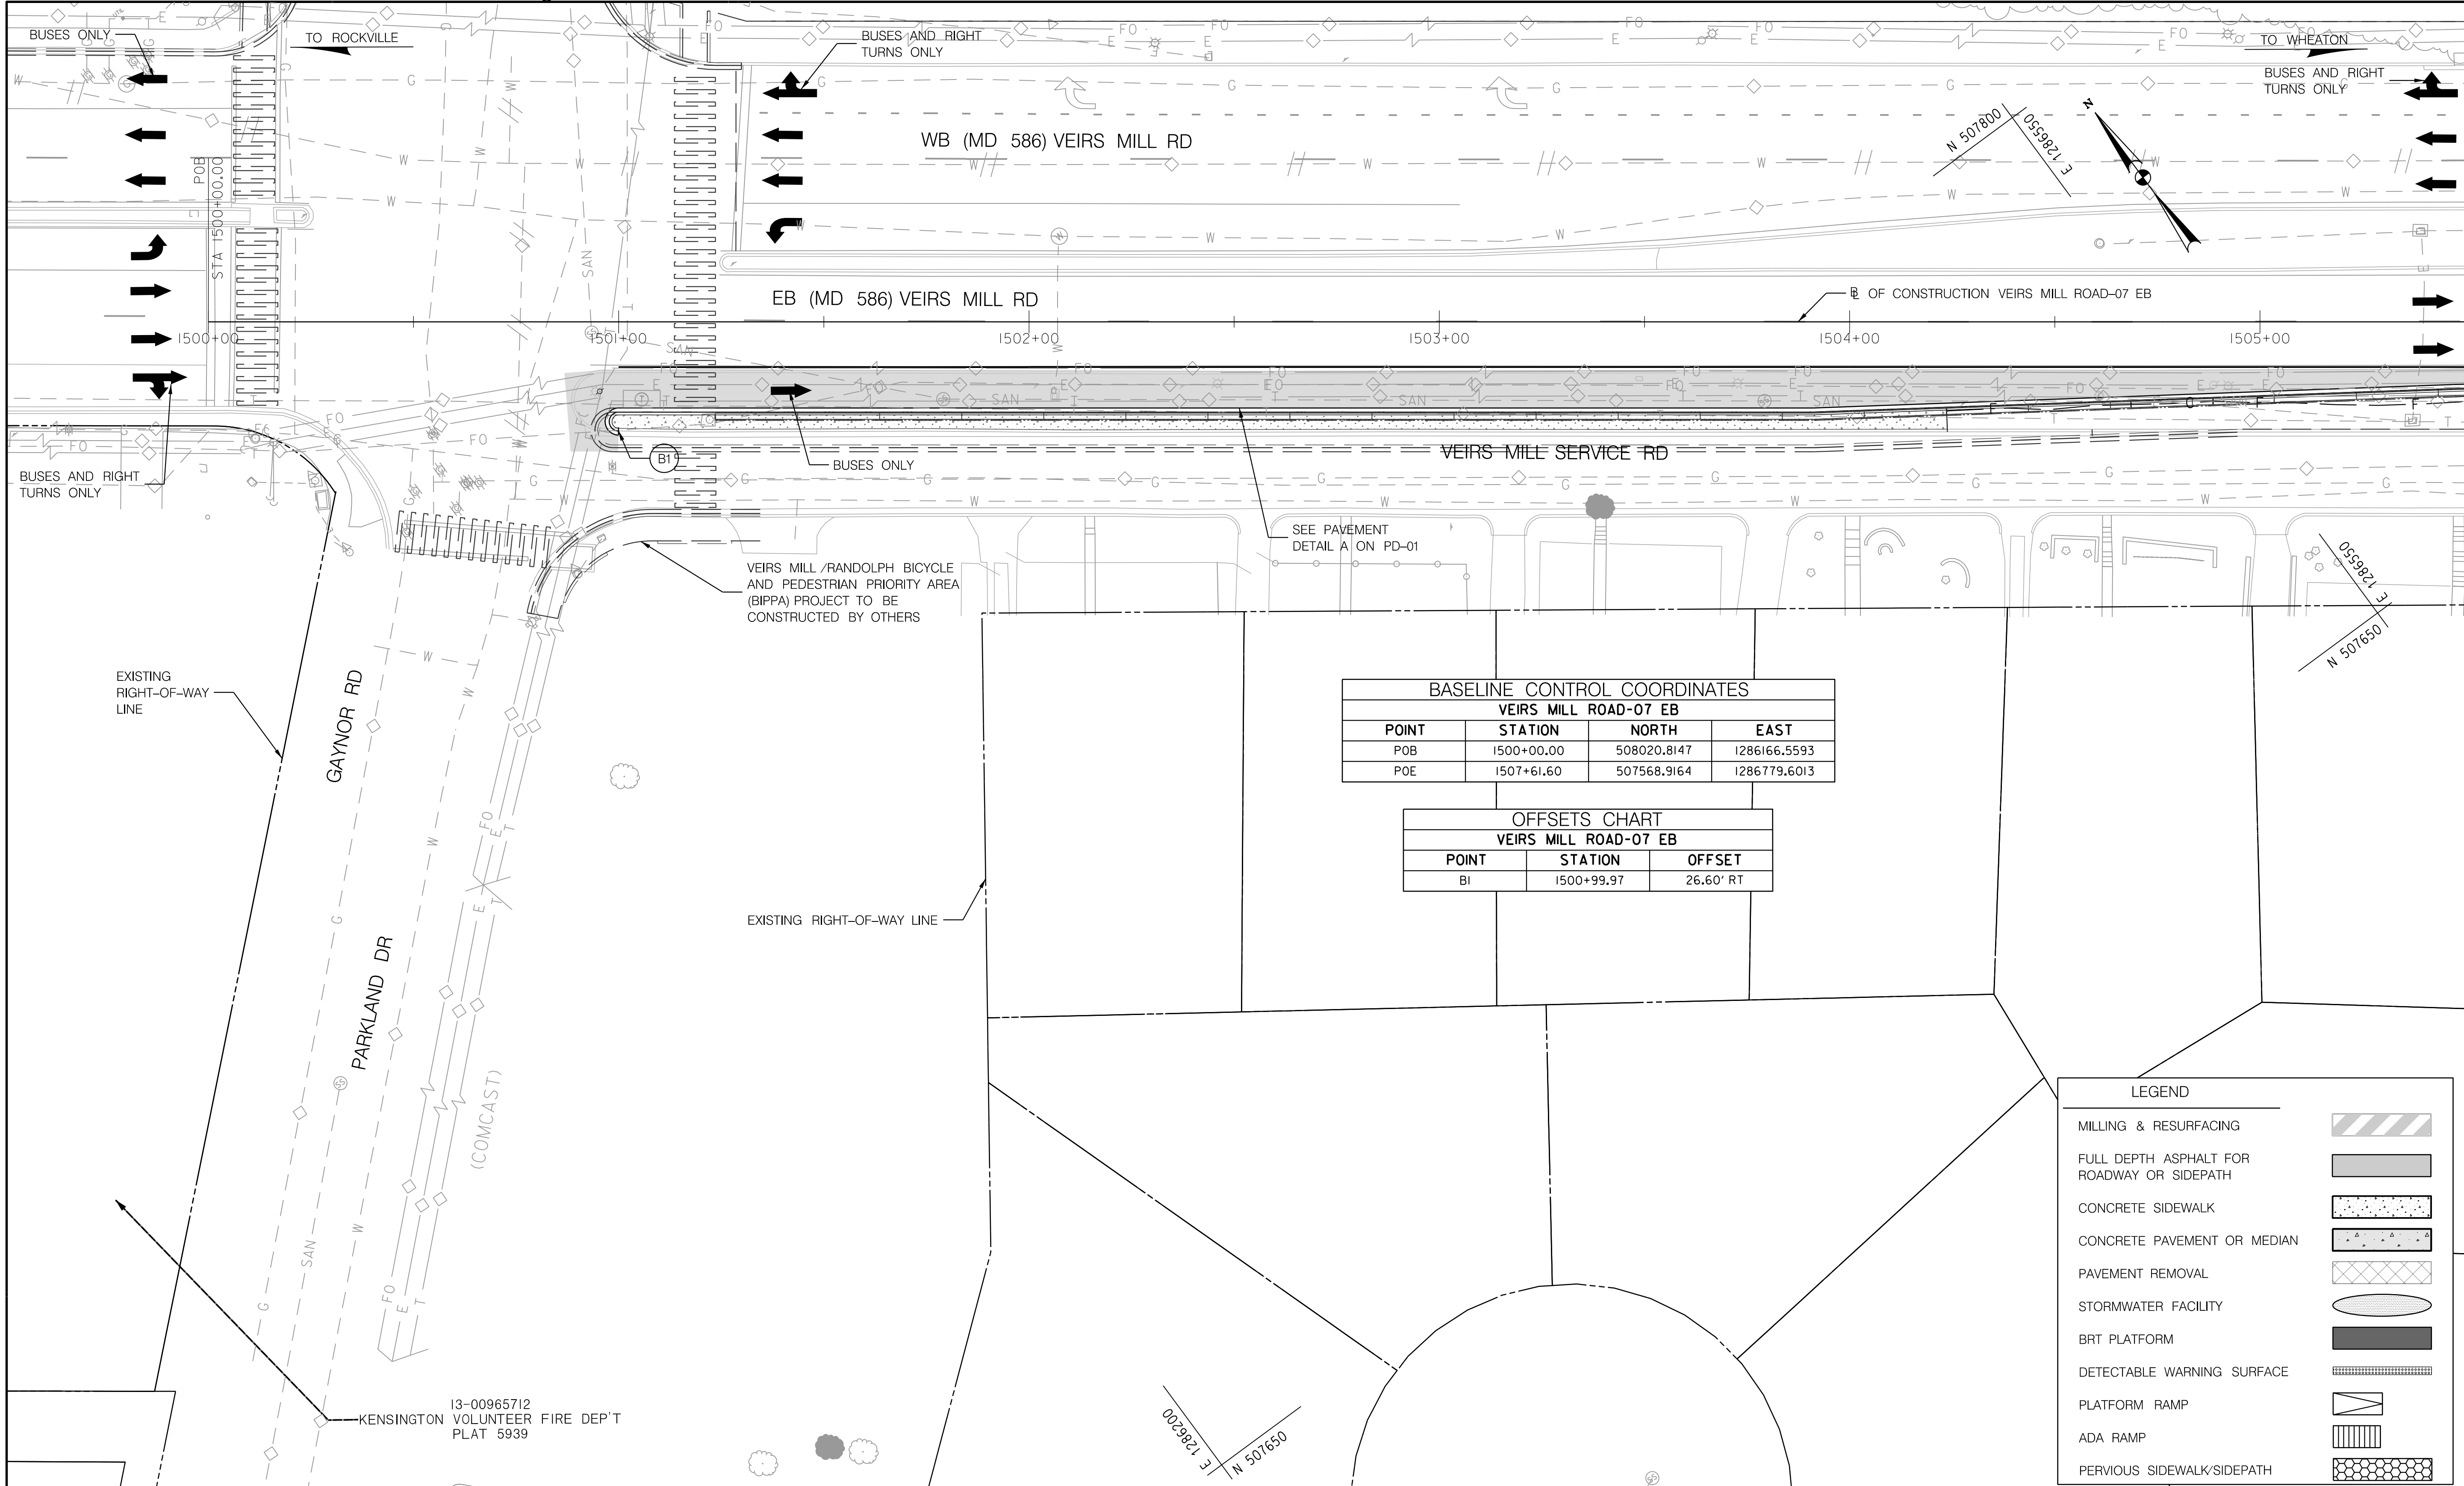 BUSES ONLY
TO ROCKVILLE
BUSES AND RIGHT
TURNS ONLY
TO WHEATON
BUSES AND RIGHT
TURNS ONLY
WB (MD 586) VEIRS MILL RD
N 507800
E 1286550
N
POB
STA 1500+00.00
EB (MD 586) VEIRS MILL RD
OF CONSTRUCTION VEIRS MILL ROAD-07 EB
1500+00
1501+00
1502+00
1503+00
1504+00
1505+00
BUSES AND RIGHT
TURNS ONLY
B1
BUSES ONLY
VEIRS MILL SERVICE RD
SEE PAVEMENT
DETAIL A ON PD-01
VEIRS MILL /RANDOLPH BICYCLE
AND PEDESTRIAN PRIORITY AREA
(BIPPA) PROJECT TO BE
CONSTRUCTED BY OTHERS
E 1286550
N 507650
EXISTING
RIGHT-OF-WAY
LINE
GAYNOR RD
BASELINE CONTROL COORDINATES
VEIRS MILL ROAD-07 EB
POINT STATION NORTH EAST
POB 1500+00.00 508020.8147 1286166.5593
POE 1507+61.60 507568.9164 1286779.6013
OFFSETS CHART
VEIRS MILL ROAD-07 EB
POINT STATION OFFSET
B1 1500+99.97 26.60' RT
EXISTING RIGHT-OF-WAY LINE
PARKLAND DR
(COMCAST)
13-00965712
KENSINGTON VOLUNTEER FIRE DEP'T
PLAT 5939
E 1286200
N 507650
LEGEND
MILLING & RESURFACING
FULL DEPTH ASPHALT FOR
ROADWAY OR SIDEPATH
CONCRETE SIDEWALK
CONCRETE PAVEMENT OR MEDIAN
PAVEMENT REMOVAL
STORMWATER FACILITY
BRT PLATFORM
DETECTABLE WARNING SURFACE
PLATFORM RAMP
ADA RAMP
PERVIOUS SIDEWALK/SIDEPATH